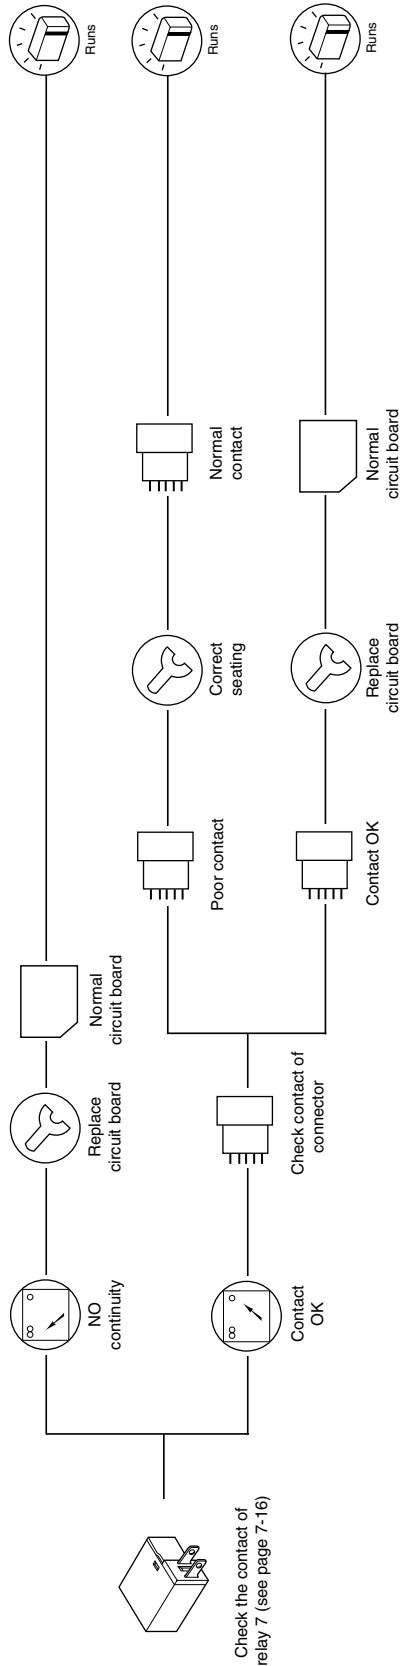 Check the contact of
relay 7 (see page 7-16)
NO
continuity
Replace
circuit board
Normal
circuit board
Runs
Contact
OK
Check contact of
connector
Poor contact
Correct
seating
Normal
contact
Runs
Contact OK
Replace
circuit board
Normal
circuit board
Runs